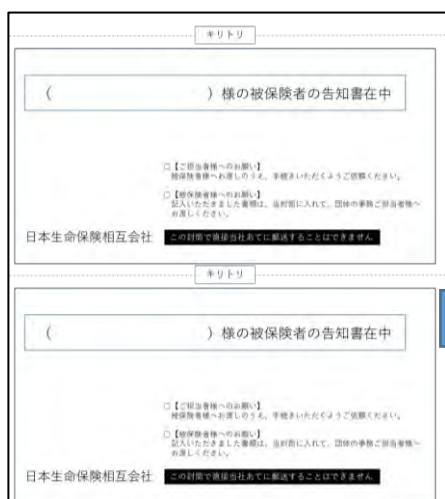 キリトリ
（　　　　　　　　　　　）様の被保険者の告知書在中
□【ご担当者様へのお願い】
被保険者様へお渡しのうえ、手続きいただくようご依頼ください。
□【被保険者様へのお願い】
記入いただきました書類は、当封筒に入れて、団体の事務ご担当者様へ
お渡しください。
日本生命保険相互会社　この封筒で直接当社あてに郵送することはできません
キリトリ
（　　　　　　　　　　　）様の被保険者の告知書在中
□【ご担当者様へのお願い】
被保険者様へお渡しのうえ、手続きいただくようご依頼ください。
□【被保険者様へのお願い】
記入いただきました書類は、当封筒に入れて、団体の事務ご担当者様へ
お渡しください。
日本生命保険相互会社　この封筒で直接当社あてに郵送することはできません